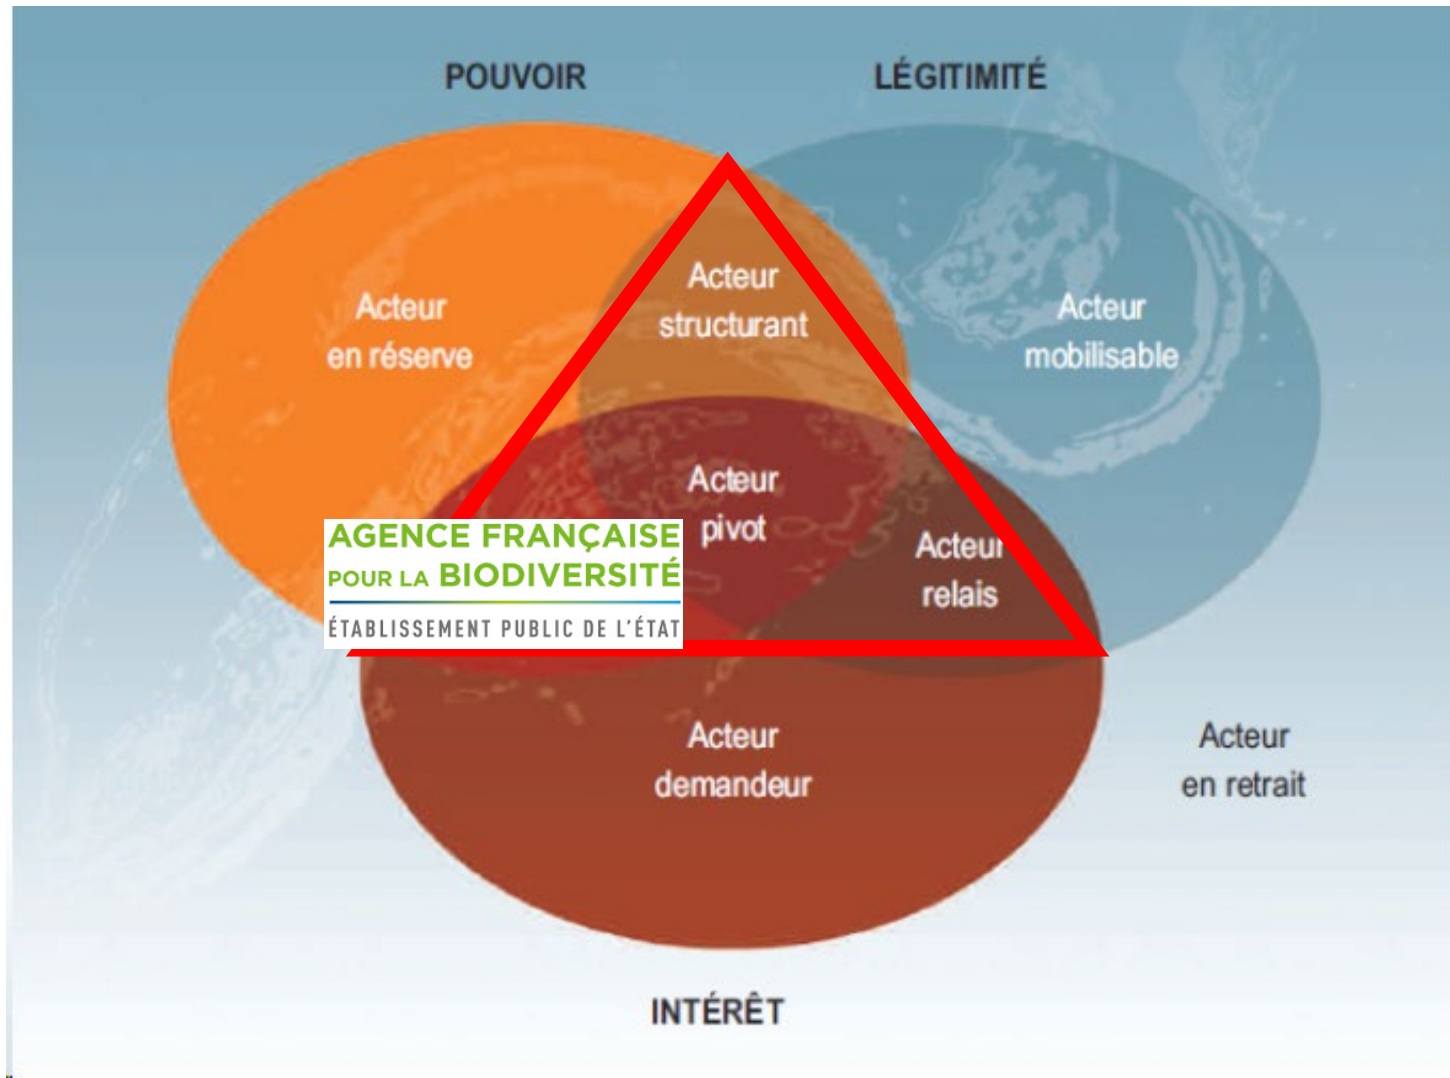 POUVOIR
LÉGITIMITÉ
Acteur
en réserve
Acteur
structurant
Acteur
mobilisable
Acteur
pivot
AGENCE FRANÇAISE
POUR LA BIODIVERSITÉ
ÉTABLISSEMENT PUBLIC DE L'ÉTAT
Acteur
relais
Acteur
demandeur
Acteur
en retrait
INTÉRÊT